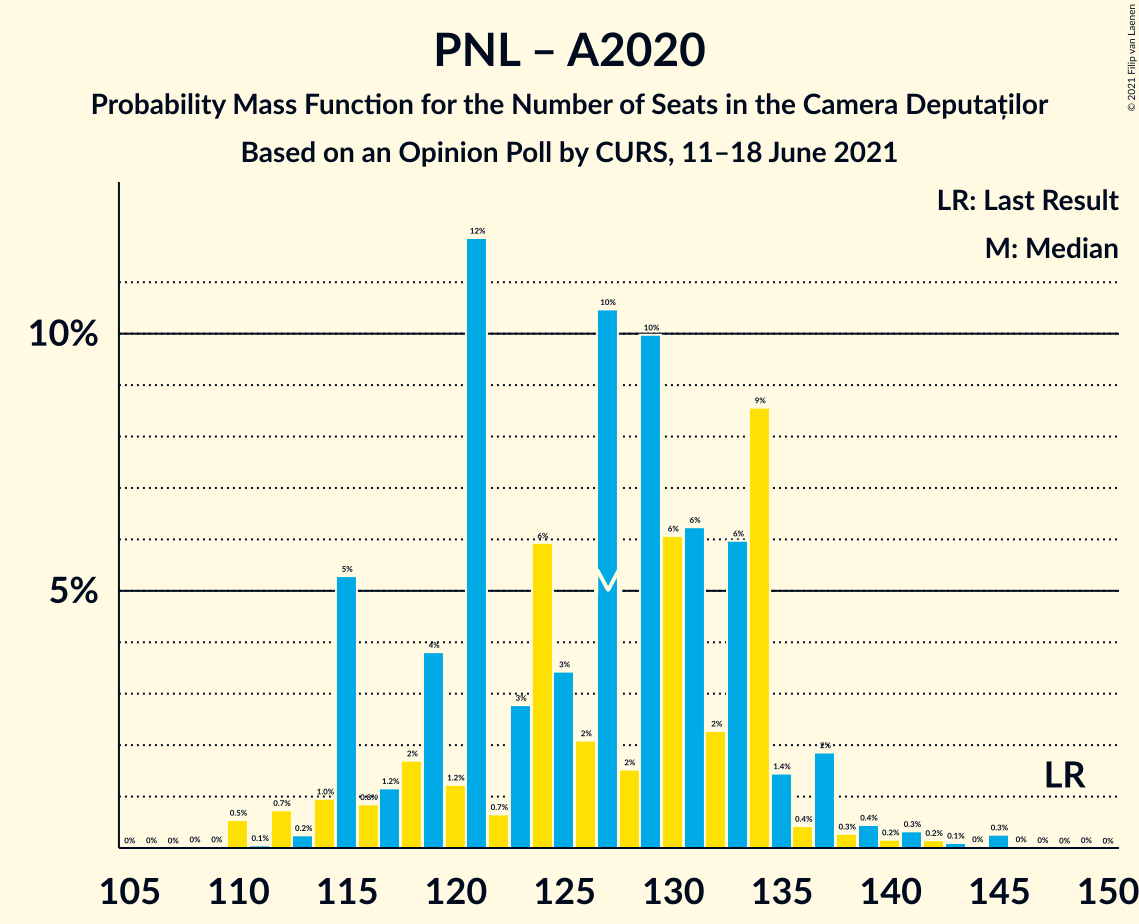 PNL – A2020
Probability Mass Function for the Number of Seats in the Camera Deputaților
Based on an Opinion Poll by CURS, 11–18 June 2021
© 2021 Filip van Laenen
LR: Last Result
M: Median
10%
5%
0% 0% 0% 0% 0% 0.5% 0.1% 0.7% 0.2% 1.0% 5% 0.8% 1.2% 2% 4% 1.2% 12% 0.7% 3% 6% 3% 2% 10% 2% 10% 6% 6% 2% 6% 9% 1.4% 0.4% 2% 0.3% 0.4% 0.2% 0.3% 0.2% 0.1% 0% 0.3% 0% 0% 0% 0% 0%
M
LR
105 110 115 120 125 130 135 140 145 150